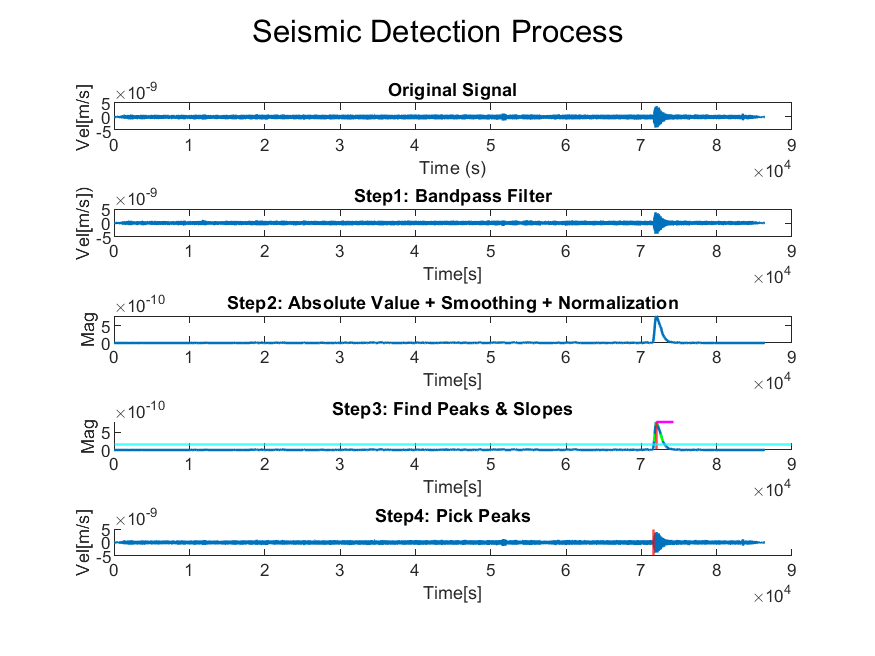 Seismic Detection Process
Original Signal
×10-9
Vel[m/s]
5
0
-5
0 1 2 3 4 5 6 7 8 9
Time (s)
×104
Step1: Bandpass Filter
×10-9
Vel[m/s])
5
0
-5
0 1 2 3 4 5 6 7 8 9
Time[s]
×104
Step2: Absolute Value + Smoothing + Normalization
×10-10
Mag
5
0
0 1 2 3 4 5 6 7 8 9
Time[s]
×104
Step3: Find Peaks & Slopes
×10-10
Mag
5
0
0 1 2 3 4 5 6 7 8 9
Time[s]
×104
Step4: Pick Peaks
×10-9
Vel[m/s]
5
0
-5
0 1 2 3 4 5 6 7 8 9
Time[s]
×104